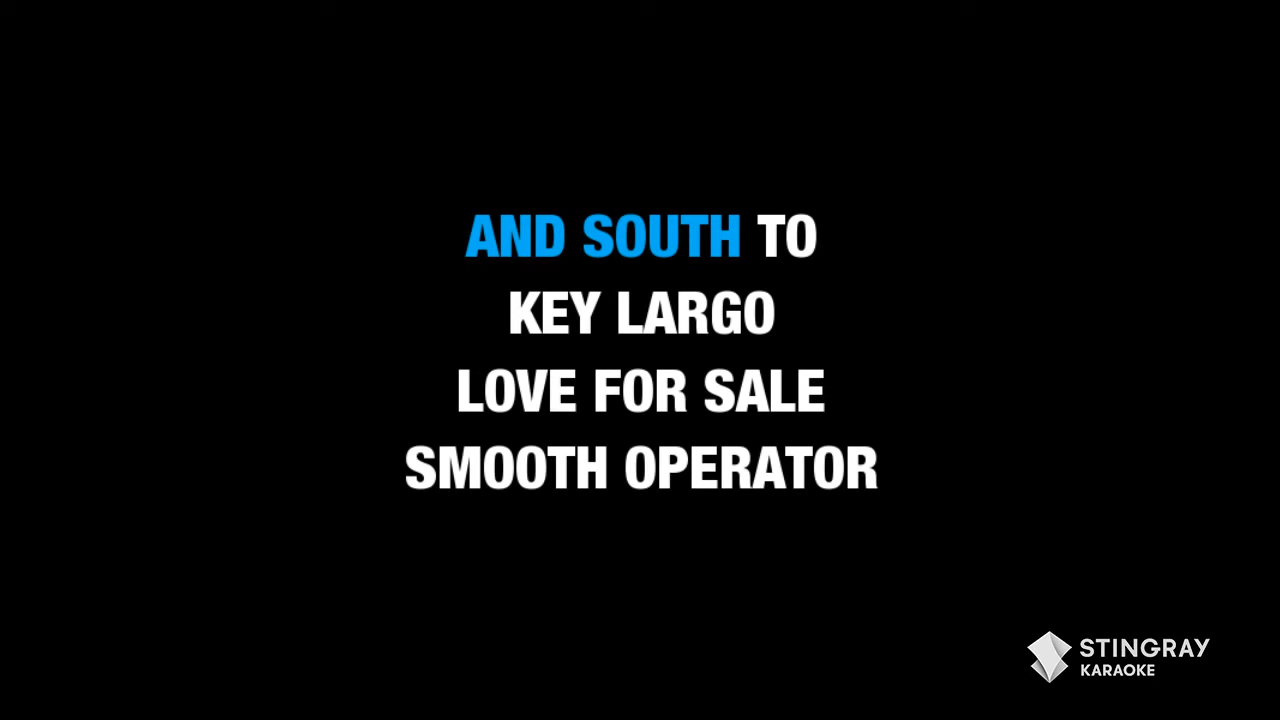 AND SOUTH TO
KEY LARGO
LOVE FOR SALE
SMOOTH OPERATOR
STINGRAY
KARAOKE